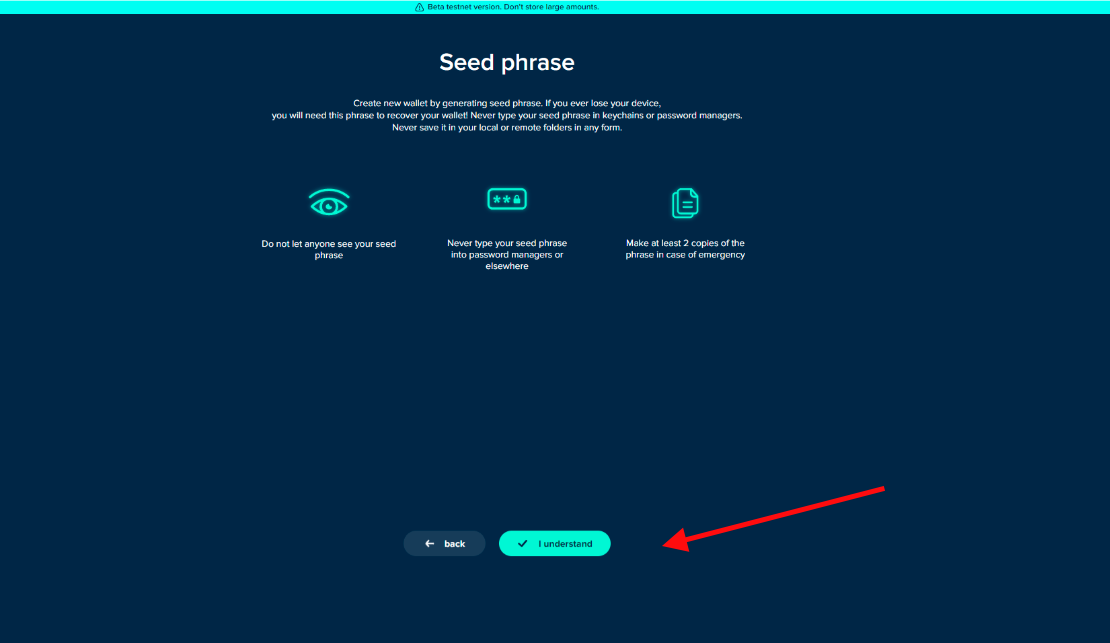 Beta testnet version. Don't store large amounts.
Seed phrase
Create new wallet by generating seed phrase. If you ever lose your device,
you will need this phrase to recover your wallet! Never type your seed phrase in keychains or password managers.
Never save it in your local or remote folders in any form.
Do not let anyone see your seed
phrase
Never type your seed phrase
into password managers or
elsewhere
Make at least 2 copies of the
phrase in case of emergency
back
I understand